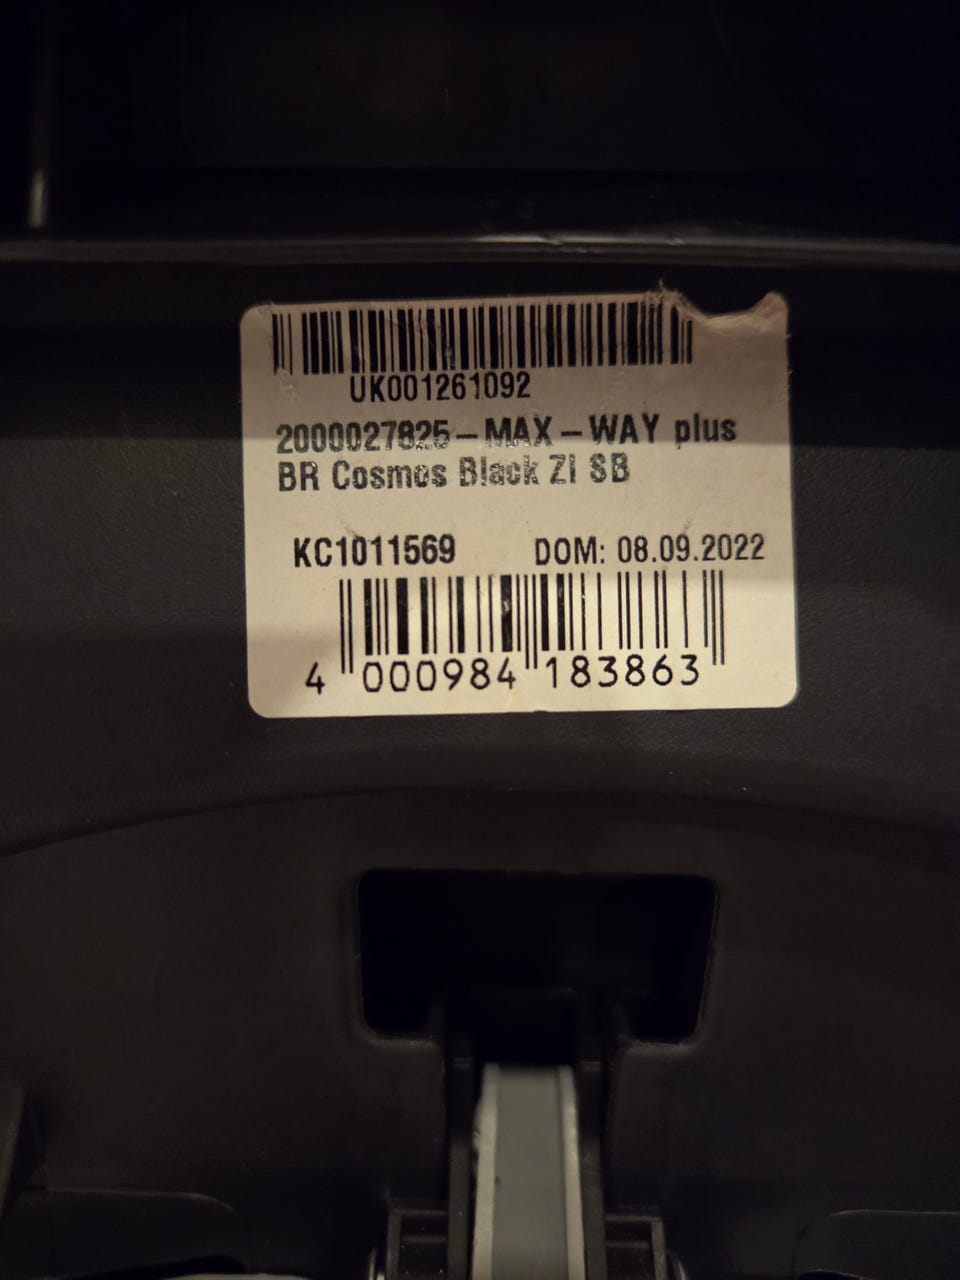 UK001261092
2000027825-MAX-WAY plus
BR Cosmos Black ZI SB
KC1011569 DOM: 08.09.2022
4 000984 183863